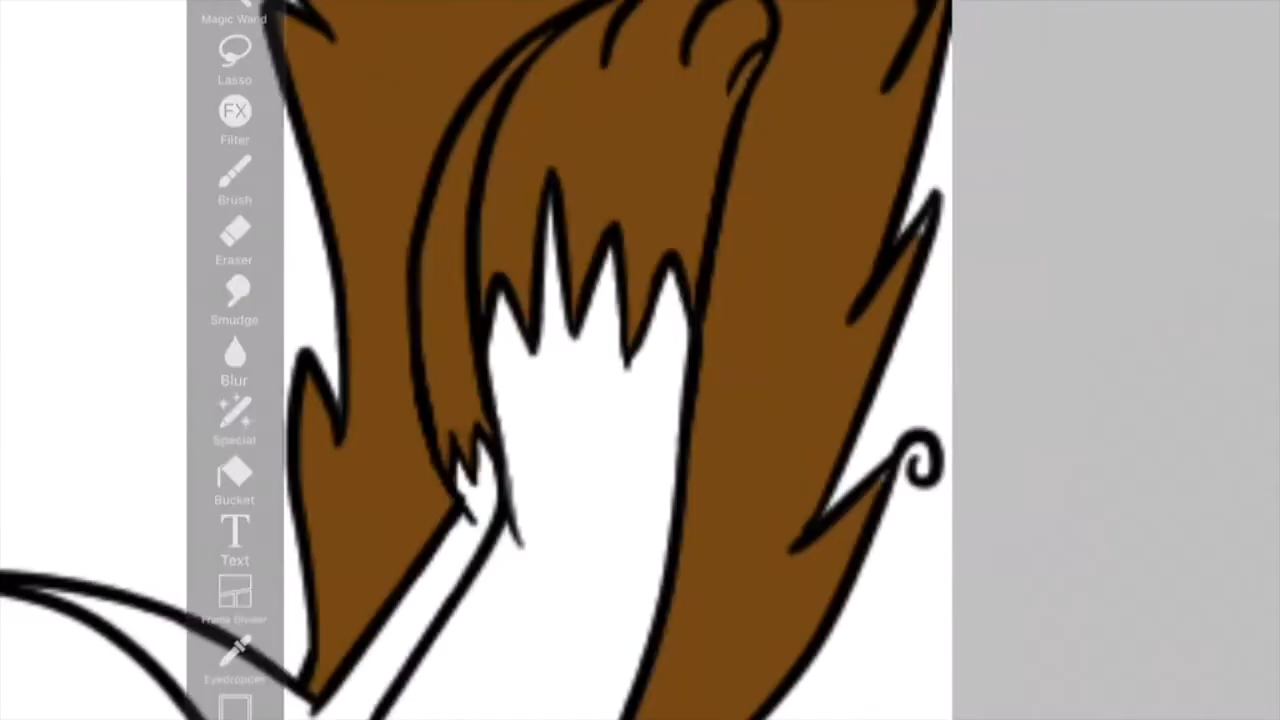 Magic Wand
Lasso
FX
Filter
Brush
Eraser
Smudge
Blur
Special
Bucket
T
Text
Frame Divider
Eyedropper